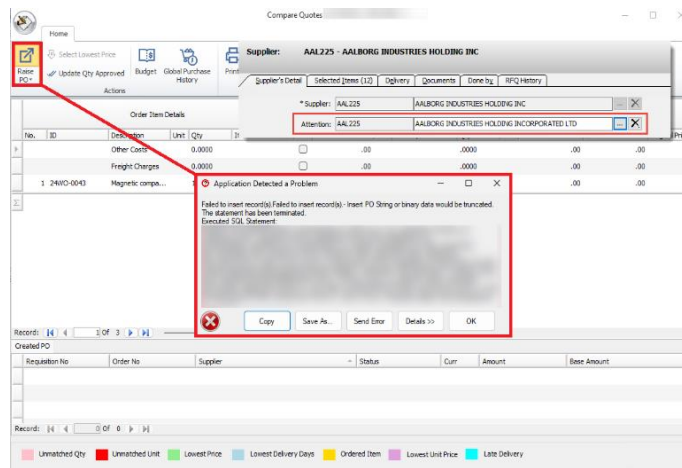 Compare Quotes
Home
Raise PO
Select Lowest Price
Update Qty Approved
Budget
Global Purchase History
Print
Actions
Supplier: AAL225 - AALBORG INDUSTRIES HOLDING INC
Supplier's Detail Selected Items (12) Delivery Documents Done by RFQ History
* Supplier: AAL225 AALBORG INDUSTRIES HOLDING INC ...
Attention: AAL225 AALBORG INDUSTRIES HOLDING INCORPORATED LTD ...
Order Item Details
No. ID Description Unit Qty
Other Costs 0.0000 .00 .0000 .00 .00
Freight Charges 0.0000 .00 .0000 .00 .00
1 24WO-0043 Magnetic compa... .00 .00
Application Detected a Problem
Failed to insert record(s).Failed to insert record(s).- Insert PO String or binary data would be truncated.
The statement has been terminated.
Executed SQL Statement:
Copy Save As... Send Error Details >> OK
Record: 1 Of 3
Created PO
Requisition No Order No Supplier Status Curr Amount Base Amount
Record: 0 Of 0
Unmatched Qty Unmatched Unit Lowest Price Lowest Delivery Days Ordered Item Lowest Unit Price Late Delivery